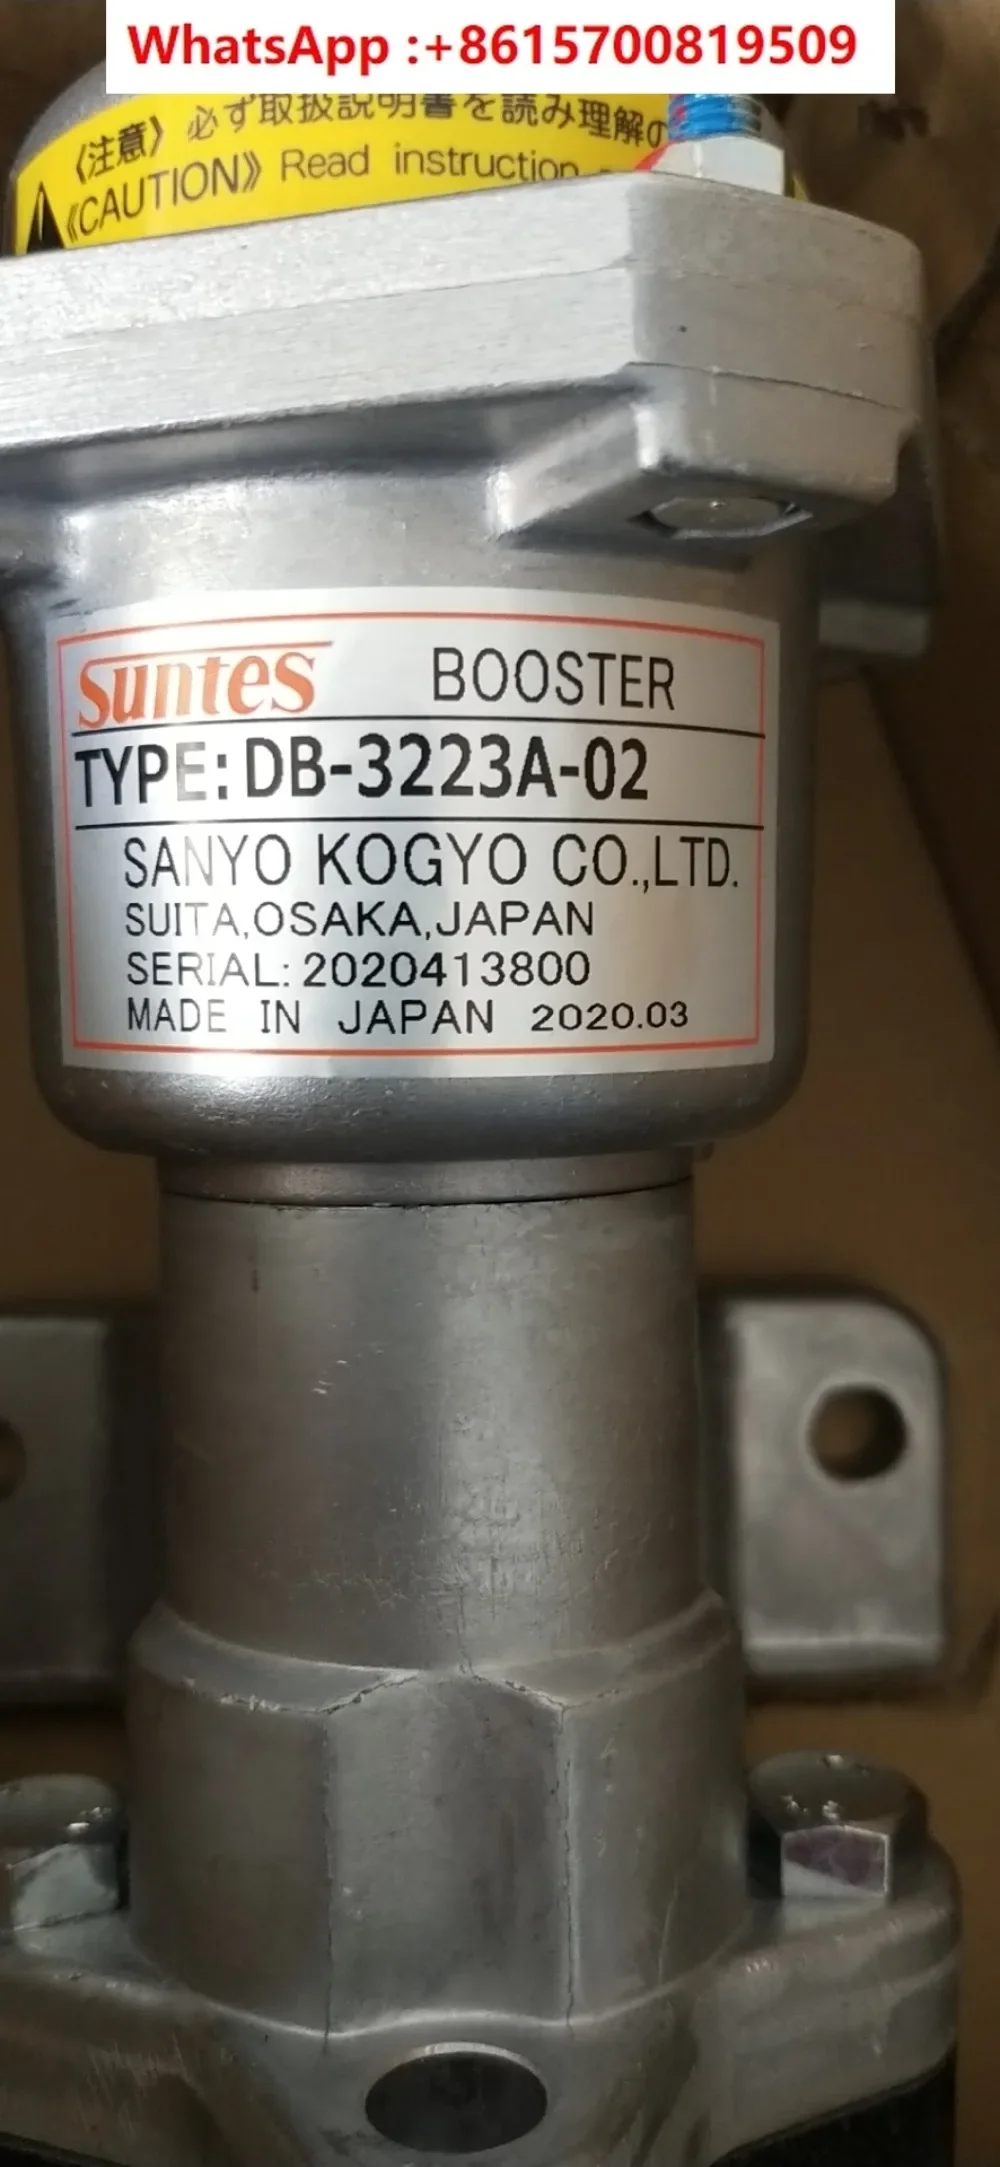 WhatsApp :+8615700819509
《注意》 必ず取扱説明書を読み理解の
《CAUTION》 Read instruction
Suntes BOOSTER
TYPE: DB-3223A-02
SANYO KOGYO CO.,LTD.
SUITA,OSAKA,JAPAN
SERIAL: 2020413800
MADE IN JAPAN 2020.03